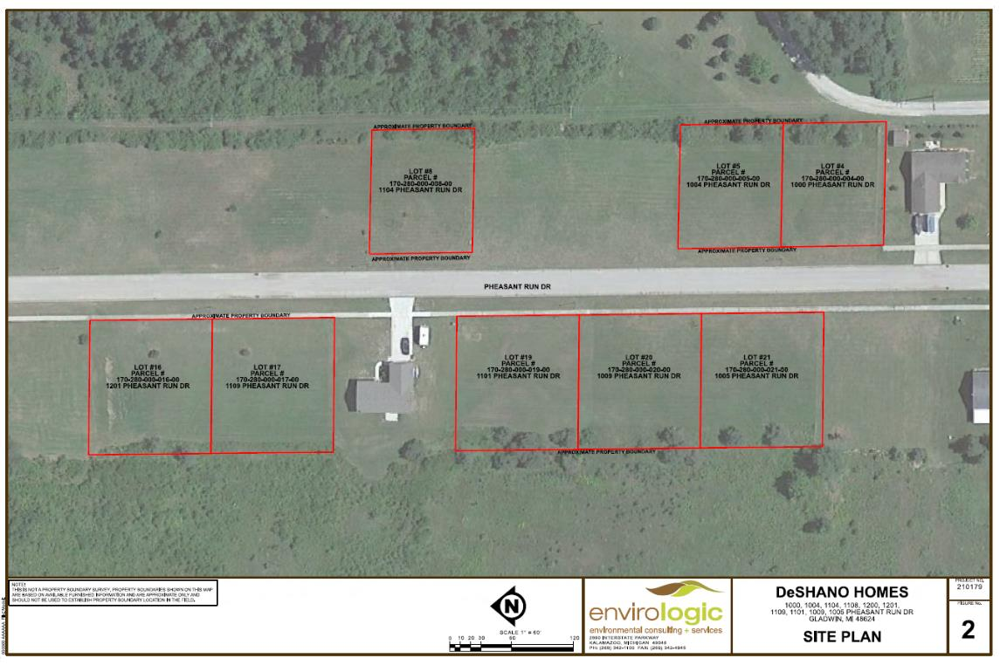 APPROXIMATE PROPERTY BOUNDARY
APPROXIMATE PROPERTY BOUNDARY
LOT #8
PARCEL #
170-280-000-008-00
1104 PHEASANT RUN DR
LOT #5
PARCEL #
170-280-000-005-00
1004 PHEASANT RUN DR
LOT #4
PARCEL #
170-280-000-004-00
1000 PHEASANT RUN DR
APPROXIMATE PROPERTY BOUNDARY
APPROXIMATE PROPERTY BOUNDARY
PHEASANT RUN DR
APPROXIMATE PROPERTY BOUNDARY
LOT #16
PARCEL #
170-280-000-016-00
1201 PHEASANT RUN DR
LOT #17
PARCEL #
170-280-000-017-00
1109 PHEASANT RUN DR
LOT #19
PARCEL #
170-280-000-019-00
1101 PHEASANT RUN DR
LOT #20
PARCEL #
170-280-000-020-00
1009 PHEASANT RUN DR
LOT #21
PARCEL #
170-280-000-021-00
1005 PHEASANT RUN DR
APPROXIMATE PROPERTY BOUNDARY
NOTE:
THIS IS NOT A PROPERTY BOUNDARY SURVEY, PROPERTY BOUNDARIES SHOWN ON THIS MAP
ARE BASED ON AVAILABLE FURNISHED INFORMATION AND ARE APPROXIMATE ONLY AND
SHOULD NOT BE USED TO ESTABLISH PROPERTY BOUNDARY LOCATION IN THE FIELD.
N
SCALE 1" = 60'
0 10 20 30 60 120
envirologic
environmental consulting + services
2960 INTERSTATE PARKWAY
KALAMAZOO, MICHIGAN 49048
PH: (269) 342-1100 FAX: (269) 342-4945
DeSHANO HOMES
1000, 1004, 1104, 1108, 1200, 1201,
1109, 1101, 1009, 1005 PHEASANT RUN DR
GLADWIN, MI 48624
SITE PLAN
PROJECT NO.
210179
FIGURE No.
2